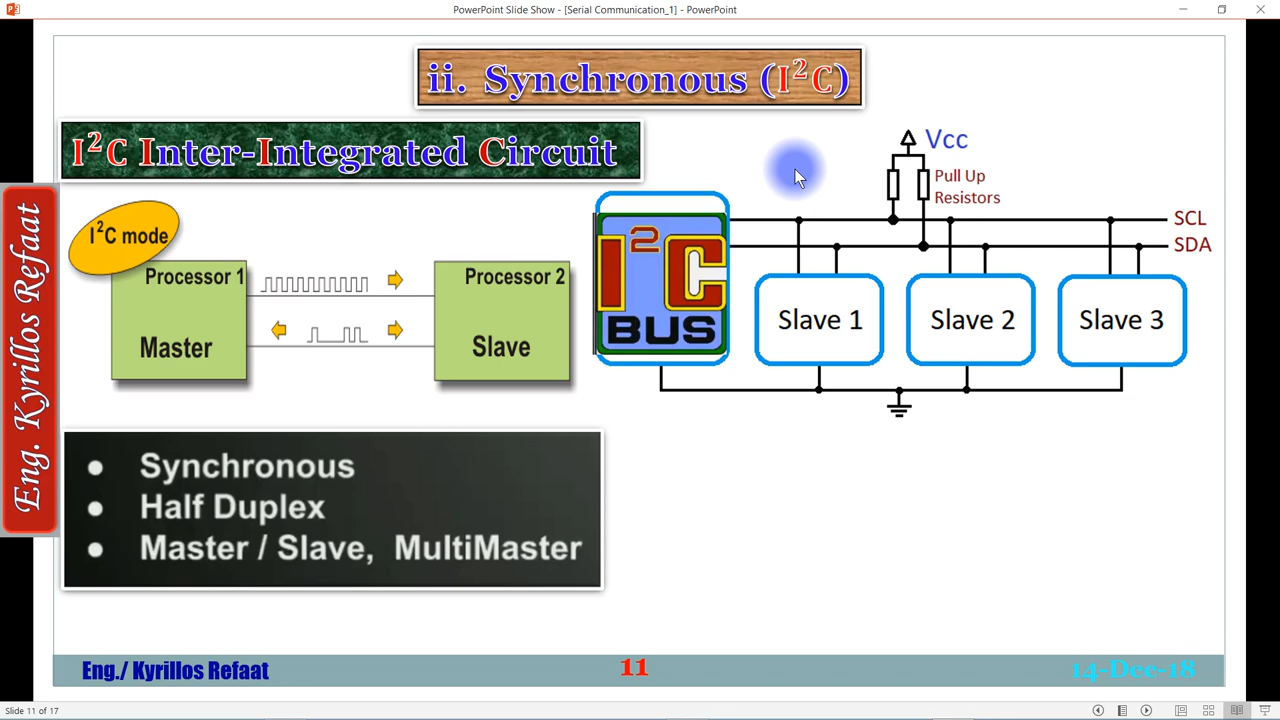 PowerPoint Slide Show - [Serial Communication_1] - PowerPoint
ii. Synchronous (I²C)
I²C Inter-Integrated Circuit
Eng. Kyrillos Refaat
I²C mode
Processor 1
Master
Processor 2
Slave
I²C
BUS
Vcc
Pull Up
Resistors
SCL
SDA
Slave 1
Slave 2
Slave 3
● Synchronous
● Half Duplex
● Master / Slave, MultiMaster
Eng./ Kyrillos Refaat
11
14-Dec-18
Slide 11 of 17